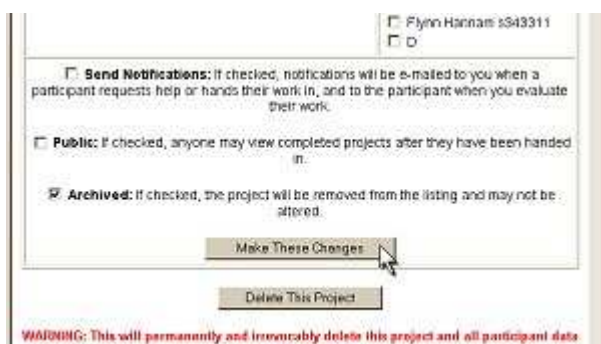 Flynn Hannam s343311
D
Send Notifications: If checked, notifications will be e-mailed to you when a
participant requests help or hands their work in, and to the participant when you evaluate
their work.
Public: If checked, anyone may view completed projects after they have been handed
in.
Archived: If checked, the project will be removed from the listing and may not be
altered.
Make These Changes
Delete This Project
WARNING: This will permanently and irrevocably delete this project and all participant data